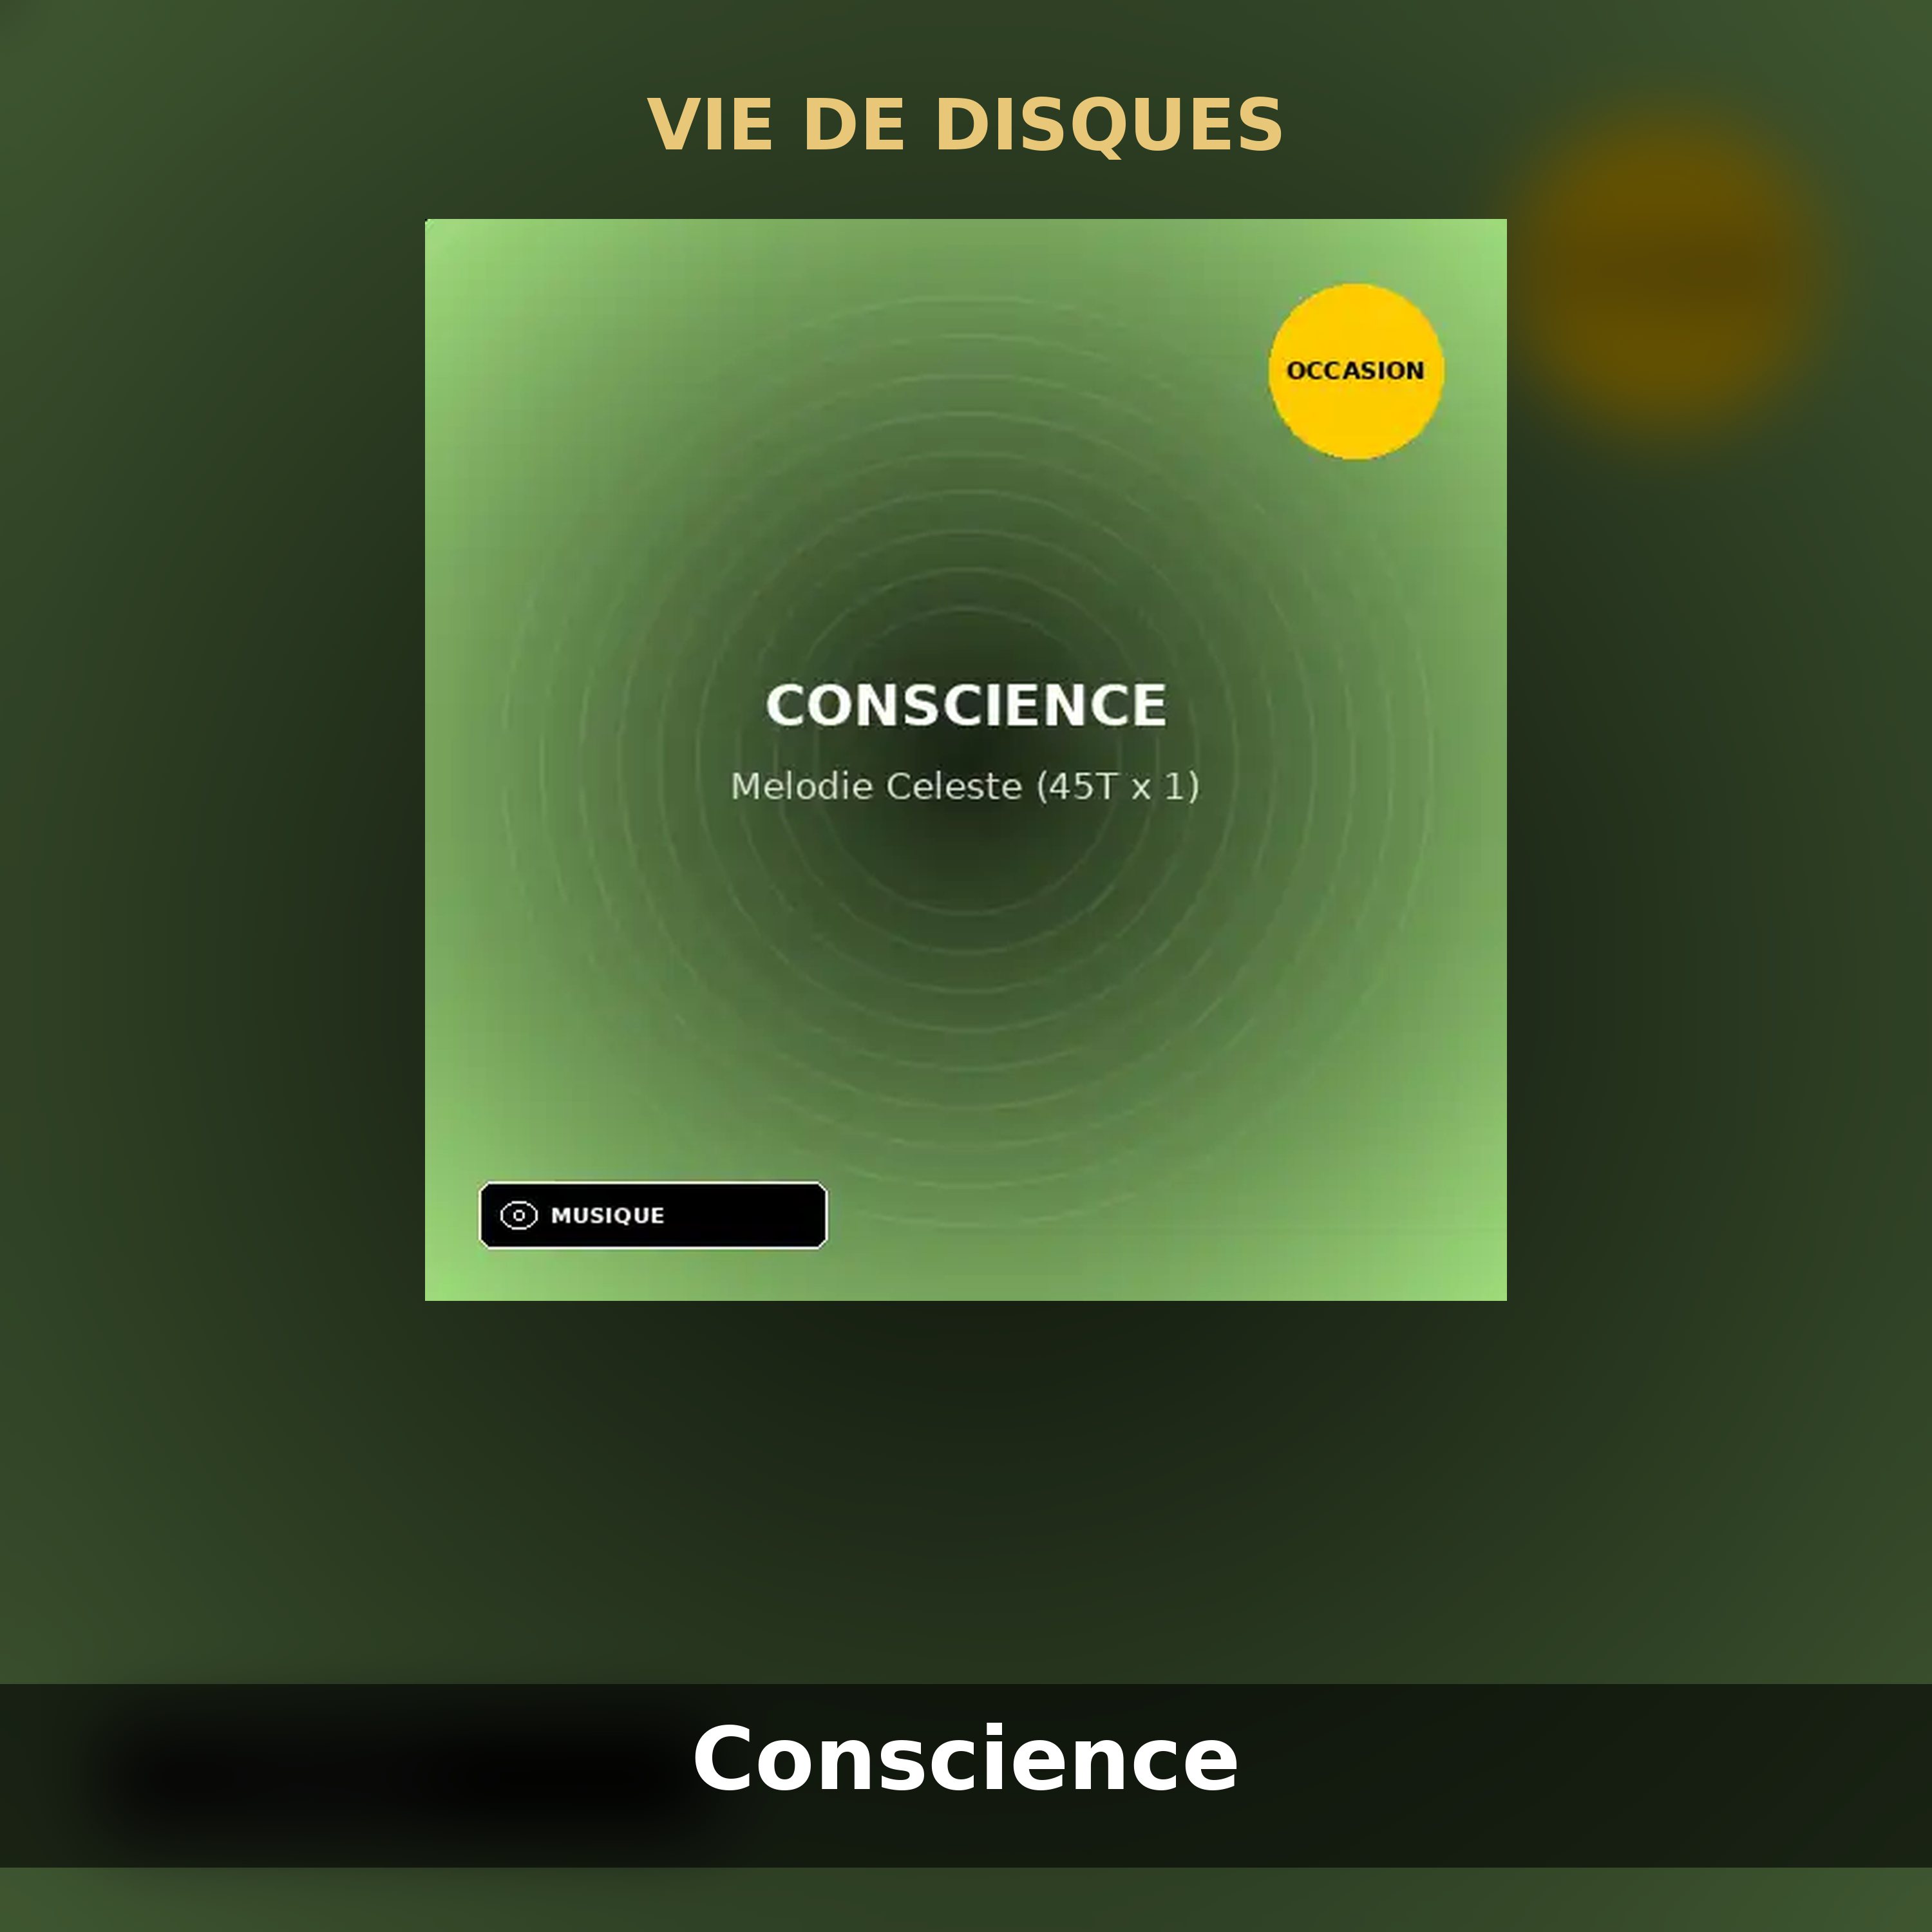 VIE DE DISQUES
OCCASION
CONSCIENCE
Melodie Celeste (45T x 1)
MUSIQUE
Conscience